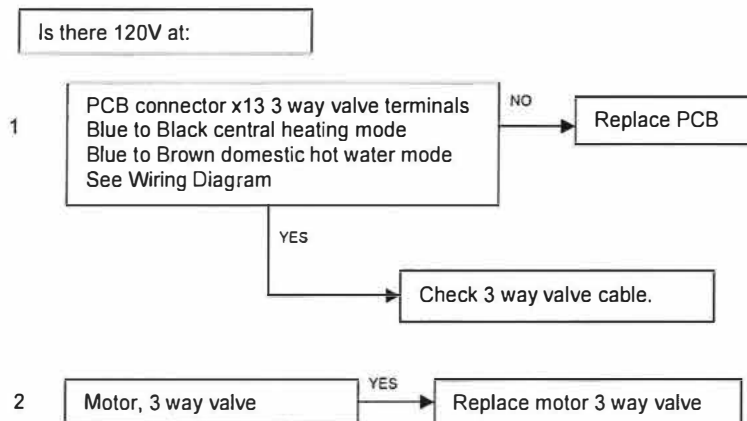 Is there 120V at:
1
PCB connector x13 3 way valve terminals
Blue to Black central heating mode
Blue to Brown domestic hot water mode
See Wiring Diagram
NO
Replace PCB
YES
Check 3 way valve cable.
2
Motor, 3 way valve
YES
Replace motor 3 way valve